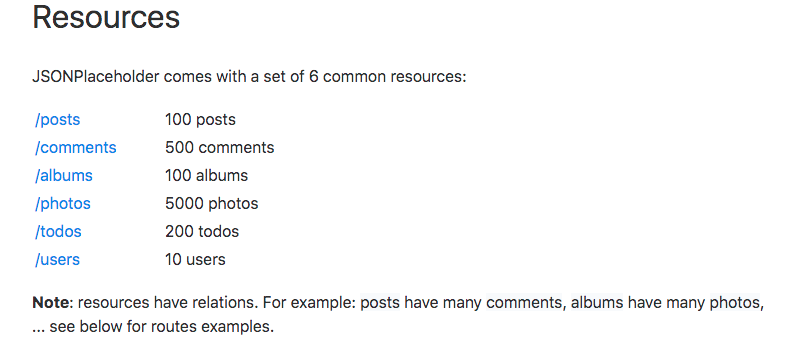 Resources
JSONPlaceholder comes with a set of 6 common resources:
/posts 100 posts
/comments 500 comments
/albums 100 albums
/photos 5000 photos
/todos 200 todos
/users 10 users
Note: resources have relations. For example: posts have many comments, albums have many photos,
... see below for routes examples.